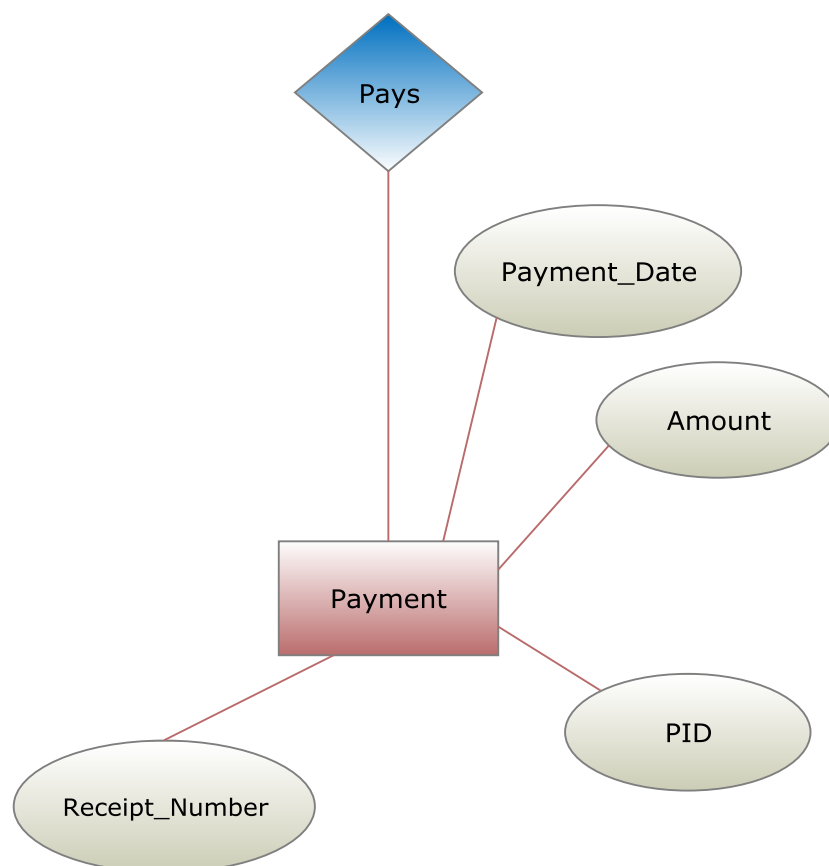 Pays
Payment_Date
Amount
Payment
PID
Receipt_Number